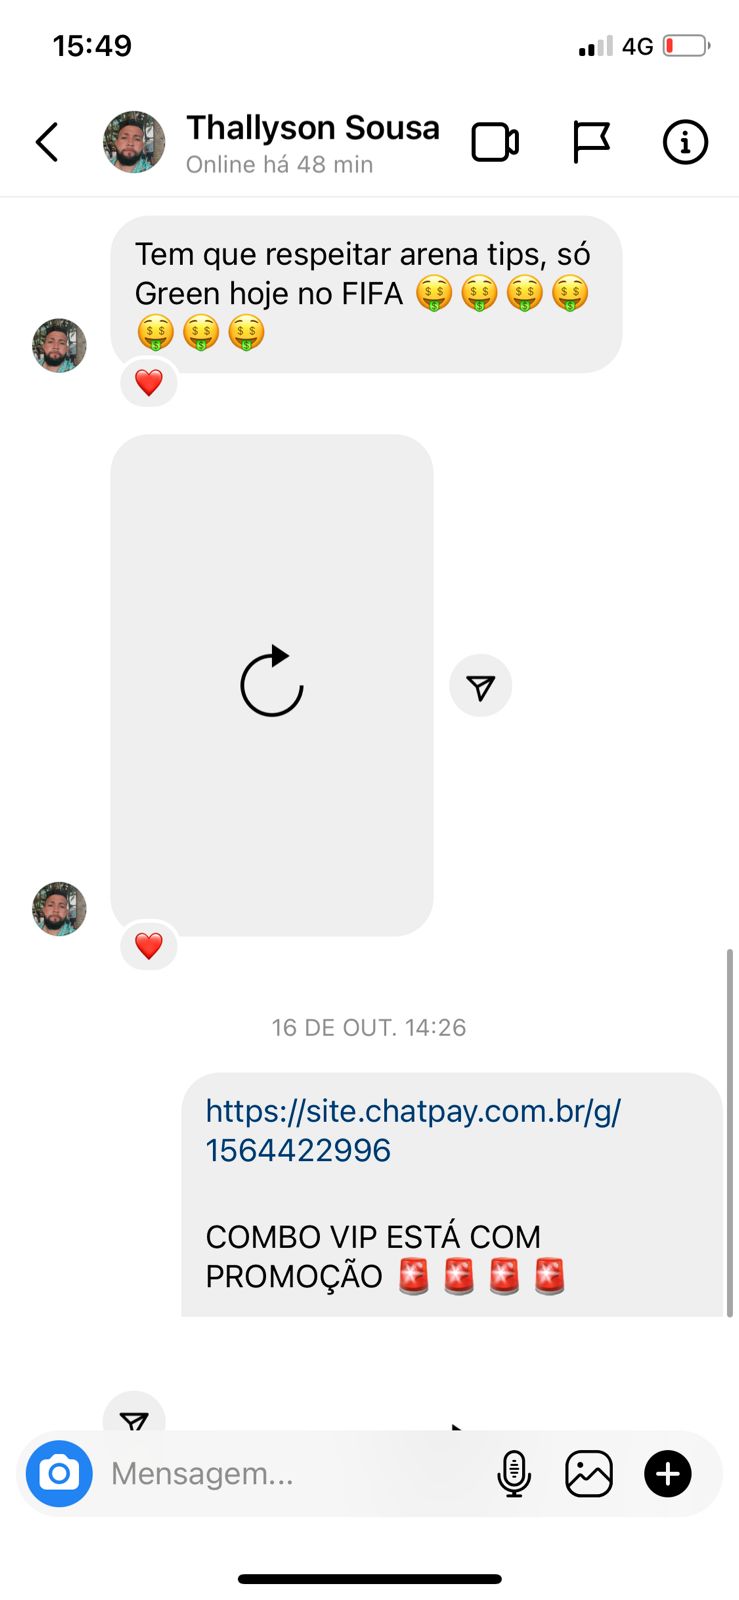 15:49
4G
Thallyson Sousa
Online há 48 min
Tem que respeitar arena tips, só
Green hoje no FIFA 🤑🤑🤑🤑
🤑🤑🤑
16 DE OUT. 14:26
https://site.chatpay.com.br/g/
1564422996
COMBO VIP ESTÁ COM
PROMOÇÃO 🚨🚨🚨🚨
Mensagem...